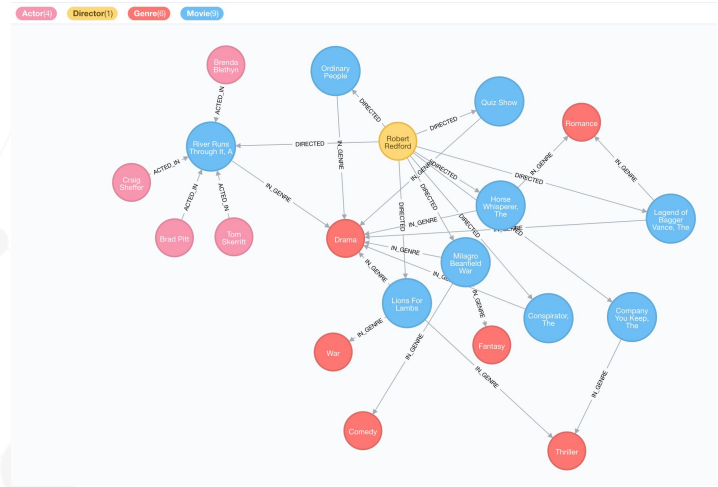 Actor(4) Director(1) Genre(6) Movie(9)
Brenda
Blethyn
Ordinary
People
Quiz Show
Romance
Robert
Redford
River Runs
Through It, A
Craig
Sheffer
Brad Pitt
Tom
Skerritt
Drama
Horse
Whisperer,
The
Legend of
Bagger
Vance, The
Milagro
Beanfield
War
Lions For
Lambs
Conspirator,
The
Company
You Keep,
The
War
Fantasy
Comedy
Thriller
ACTED_IN
ACTED_IN
ACTED_IN
ACTED_IN
DIRECTED
DIRECTED
DIRECTED
DIRECTED
DIRECTED
DIRECTED
DIRECTED
DIRECTED
IN_GENRE
IN_GENRE
IN_GENRE
IN_GENRE
IN_GENRE
IN_GENRE
IN_GENRE
IN_GENRE
IN_GENRE
IN_GENRE
IN_GENRE
IN_GENRE
IN_GENRE